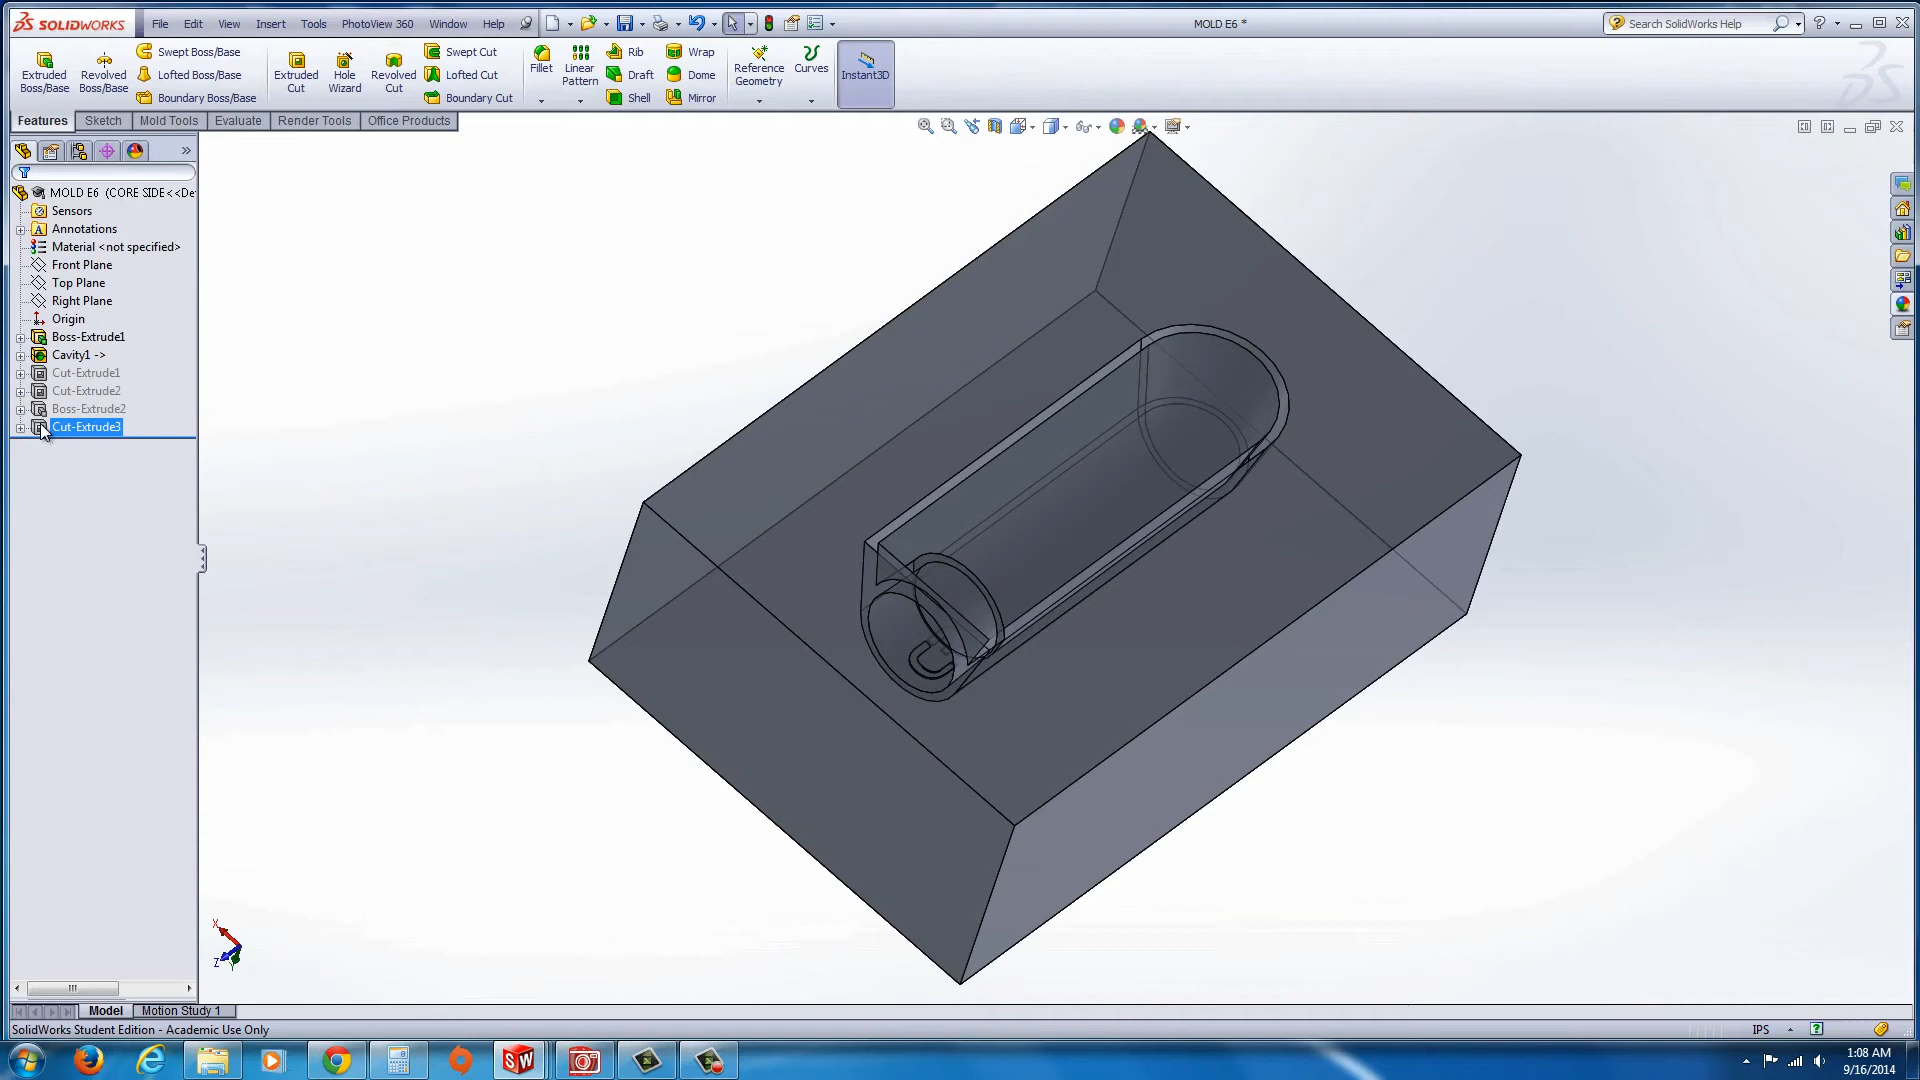 SOLIDWORKS File Edit View Insert Tools PhotoView 360 Window Help MOLD E6 * Search SolidWorks Help
Extruded Boss/Base
Revolved Boss/Base
Swept Boss/Base
Lofted Boss/Base
Boundary Boss/Base
Extruded Cut
Hole Wizard
Revolved Cut
Swept Cut
Lofted Cut
Boundary Cut
Fillet
Linear Pattern
Rib
Draft
Shell
Wrap
Dome
Mirror
Reference Geometry
Curves
Instant3D
Features Sketch Mold Tools Evaluate Render Tools Office Products
MOLD E6 (CORE SIDE<<De
Sensors
Annotations
Material <not specified>
Front Plane
Top Plane
Right Plane
Origin
Boss-Extrude1
Cavity1 ->
Cut-Extrude1
Cut-Extrude2
Boss-Extrude2
Cut-Extrude3
X
Z
Y
Model Motion Study 1
SolidWorks Student Edition - Academic Use Only IPS
1:08 AM
9/16/2014